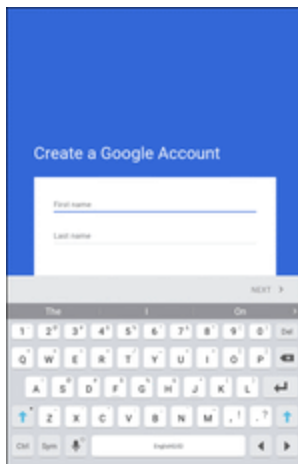 Create a Google Account
First name
Last name
NEXT >
The I On
1 2 3 4 5 6 7 8 9 0 Del
Q W E R T Y U I O P
A S D F G H J K L
Z X C V B N M , ! . ?
Ctrl Sym English(US)